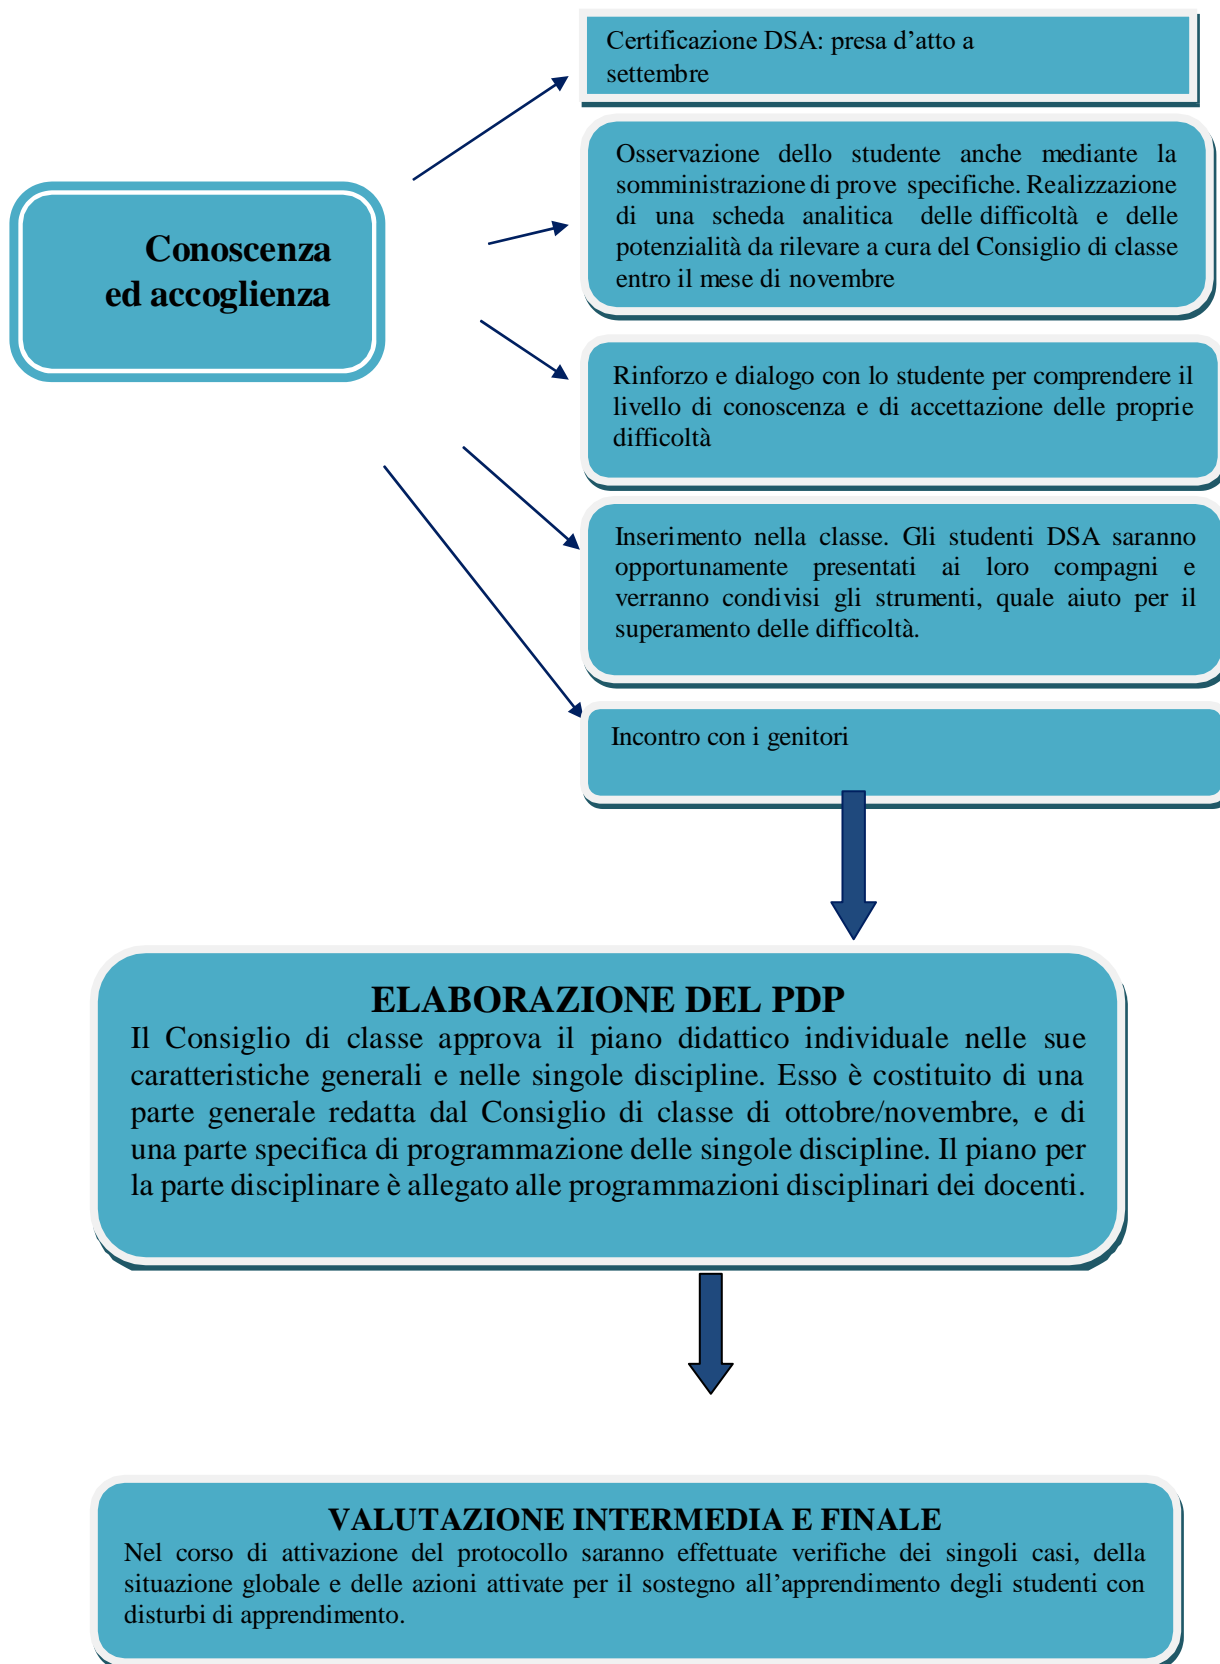 Certificazione DSA: presa d’atto a
settembre
Osservazione dello studente anche mediante la
somministrazione di prove specifiche. Realizzazione
di una scheda analitica delle difficoltà e delle
potenzialità da rilevare a cura del Consiglio di classe
entro il mese di novembre
Conoscenza
ed accoglienza
Rinforzo e dialogo con lo studente per comprendere il
livello di conoscenza e di accettazione delle proprie
difficoltà
Inserimento nella classe. Gli studenti DSA saranno
opportunamente presentati ai loro compagni e
verranno condivisi gli strumenti, quale aiuto per il
superamento delle difficoltà.
Incontro con i genitori
ELABORAZIONE DEL PDP
Il Consiglio di classe approva il piano didattico individuale nelle sue
caratteristiche generali e nelle singole discipline. Esso è costituito di una
parte generale redatta dal Consiglio di classe di ottobre/novembre, e di
una parte specifica di programmazione delle singole discipline. Il piano per
la parte disciplinare è allegato alle programmazioni disciplinari dei docenti.
VALUTAZIONE INTERMEDIA E FINALE
Nel corso di attivazione del protocollo saranno effettuate verifiche dei singoli casi, della
situazione globale e delle azioni attivate per il sostegno all’apprendimento degli studenti con
disturbi di apprendimento.